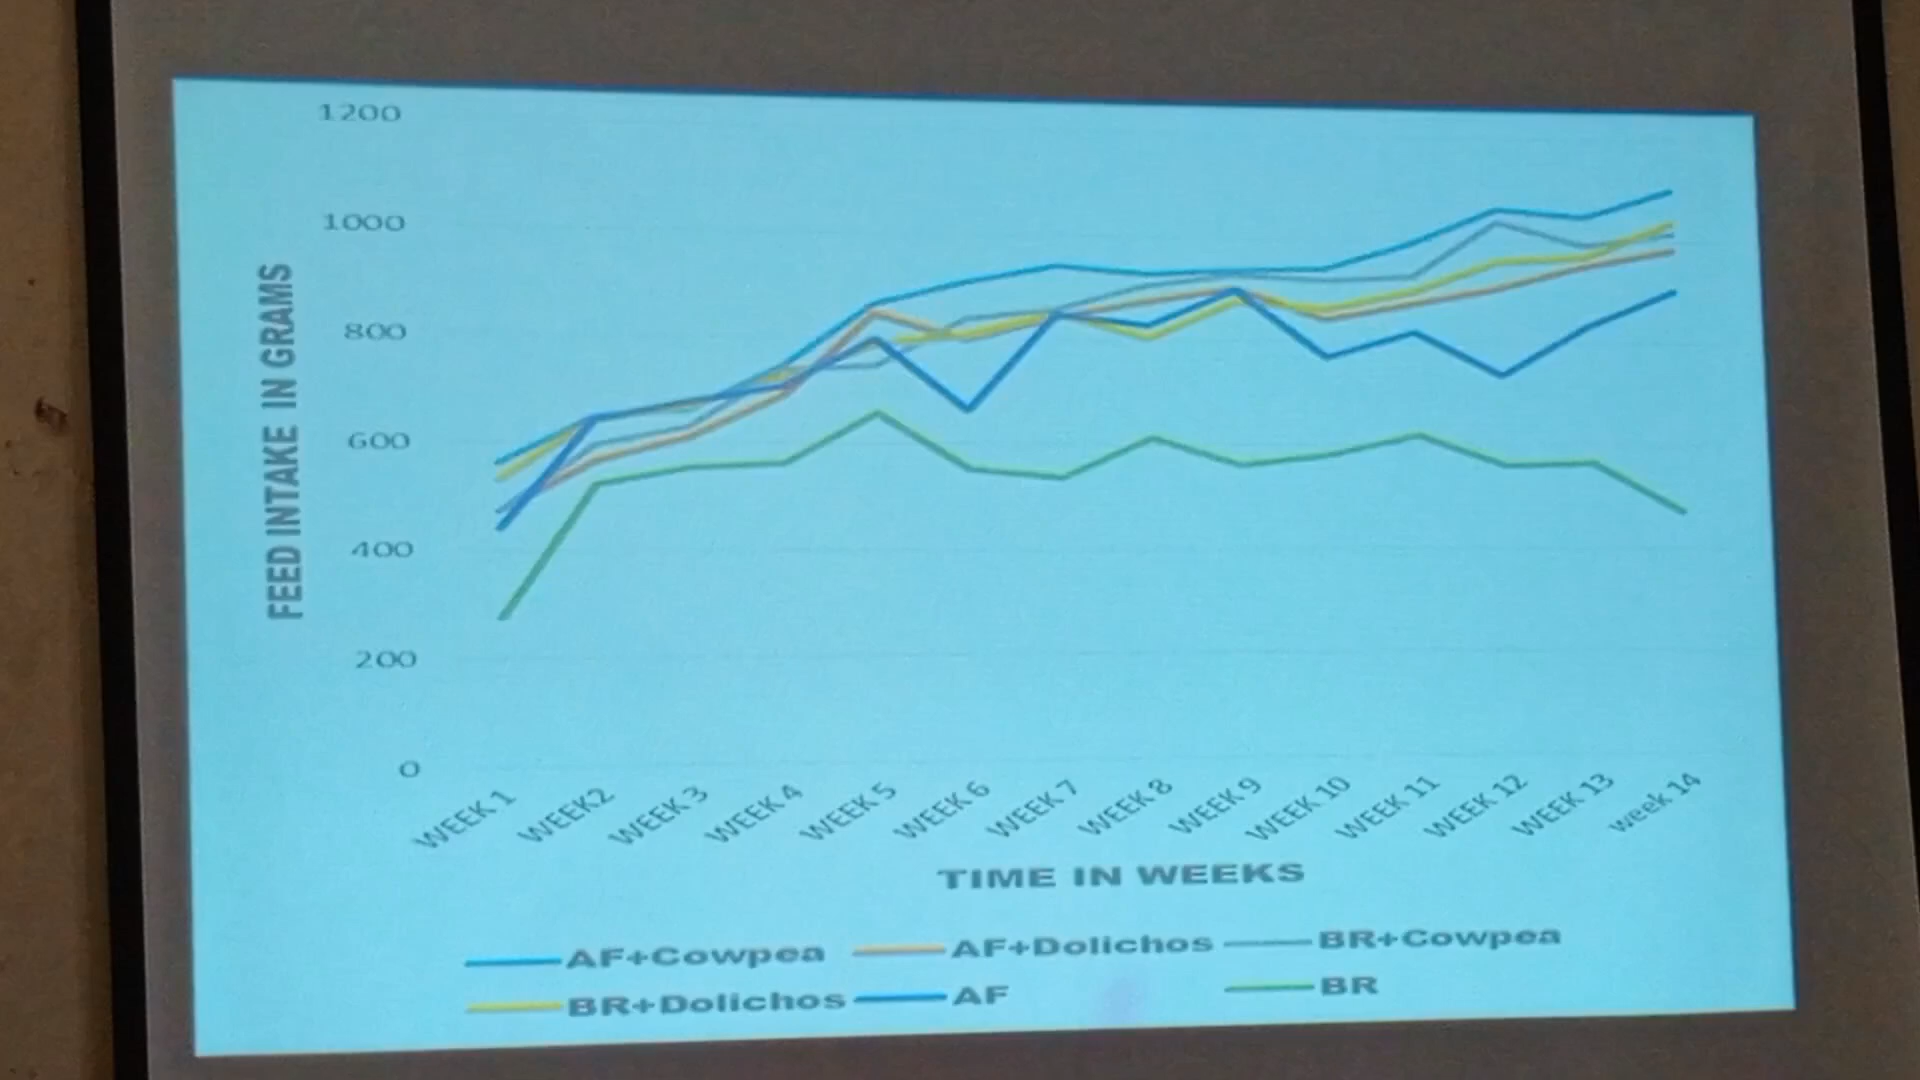 1200
1000
800
600
400
200
0
FEED INTAKE IN GRAMS
WEEK 1
WEEK2
WEEK 3
WEEK 4
WEEK 5
WEEK 6
WEEK 7
WEEK 8
WEEK 9
WEEK 10
WEEK 11
WEEK 12
WEEK 13
week 14
TIME IN WEEKS
AF+Cowpea AF+Dolichos BR+Cowpea
BR+Dolichos AF BR